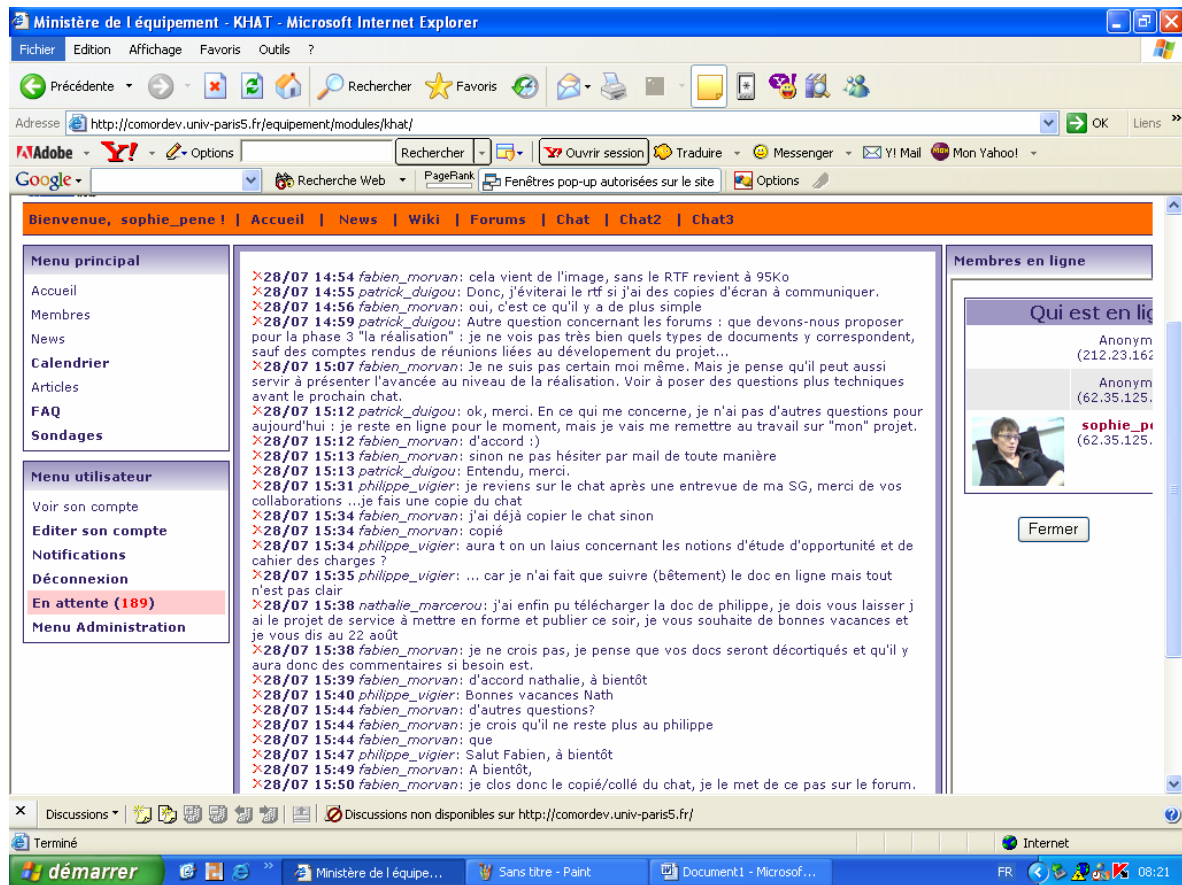 Ministère de l équipement - KHAT - Microsoft Internet Explorer
Fichier Edition Affichage Favoris Outils ?
Précédente Rechercher Favoris
Adresse http://comordev.univ-paris5.fr/equipement/modules/khat/ OK Liens »
Adobe Y! Options Rechercher Ouvrir session Traduire Messenger Y! Mail Mon Yahoo!
Google Recherche Web PageRank Fenêtres pop-up autorisées sur le site Options
Bienvenue, sophie_pene ! | Accueil | News | Wiki | Forums | Chat | Chat2 | Chat3
Menu principal
Accueil
Membres
News
Calendrier
Articles
FAQ
Sondages
Menu utilisateur
Voir son compte
Editer son compte
Notifications
Déconnexion
En attente (189)
Menu Administration
28/07 14:54 fabien_morvan: cela vient de l'image, sans le RTF revient à 95Ko
28/07 14:55 patrick_duigou: Donc, j'éviterai le rtf si j'ai des copies d'écran à communiquer.
28/07 14:56 fabien_morvan: oui, c'est ce qu'il y a de plus simple
28/07 14:59 patrick_duigou: Autre question concernant les forums : que devons-nous proposer
pour la phase 3 "la réalisation" : je ne vois pas très bien quels types de documents y correspondent,
sauf des comptes rendus de réunions liées au dévelopement du projet...
28/07 15:07 fabien_morvan: Je ne suis pas certain moi même. Mais je pense qu'il peut aussi
servir à présenter l'avancée au niveau de la réalisation. Voir à poser des questions plus techniques
avant le prochain chat.
28/07 15:12 patrick_duigou: ok, merci. En ce qui me concerne, je n'ai pas d'autres questions pour
aujourd'hui : je reste en ligne pour le moment, mais je vais me remettre au travail sur "mon" projet.
28/07 15:12 fabien_morvan: d'accord :)
28/07 15:13 fabien_morvan: sinon ne pas hésiter par mail de toute manière
28/07 15:13 patrick_duigou: Entendu, merci.
28/07 15:31 philippe_vigier: je reviens sur le chat après une entrevue de ma SG, merci de vos
collaborations ...je fais une copie du chat
28/07 15:34 fabien_morvan: j'ai déjà copier le chat sinon
28/07 15:34 fabien_morvan: copié
28/07 15:34 philippe_vigier: aura t on un laius concernant les notions d'étude d'opportunité et de
cahier des charges ?
28/07 15:35 philippe_vigier: ... car je n'ai fait que suivre (bêtement) le doc en ligne mais tout
n'est pas clair
28/07 15:38 nathalie_marcerou: j'ai enfin pu télécharger la doc de philippe, je dois vous laisser j
ai le projet de service à mettre en forme et publier ce soir, je vous souhaite de bonnes vacances et
je vous dis au 22 août
28/07 15:38 fabien_morvan: je ne crois pas, je pense que vos docs seront décortiqués et qu'il y
aura donc des commentaires si besoin est.
28/07 15:39 fabien_morvan: d'accord nathalie, à bientôt
28/07 15:40 philippe_vigier: Bonnes vacances Nath
28/07 15:44 fabien_morvan: d'autres questions?
28/07 15:44 fabien_morvan: je crois qu'il ne reste plus au philippe
28/07 15:44 fabien_morvan: que
28/07 15:47 philippe_vigier: Salut Fabien, à bientôt
28/07 15:49 fabien_morvan: A bientôt,
28/07 15:50 fabien_morvan: je clos donc le copié/collé du chat, je le met de ce pas sur le forum.
Membres en ligne
Qui est en lig
Anonym
(212.23.162
Anonym
(62.35.125.
sophie_pe
(62.35.125.
Fermer
Discussions Discussions non disponibles sur http://comordev.univ-paris5.fr/
Terminé Internet
démarrer Ministère de l équipe... Sans titre - Paint Document1 - Microsof... FR 08:21